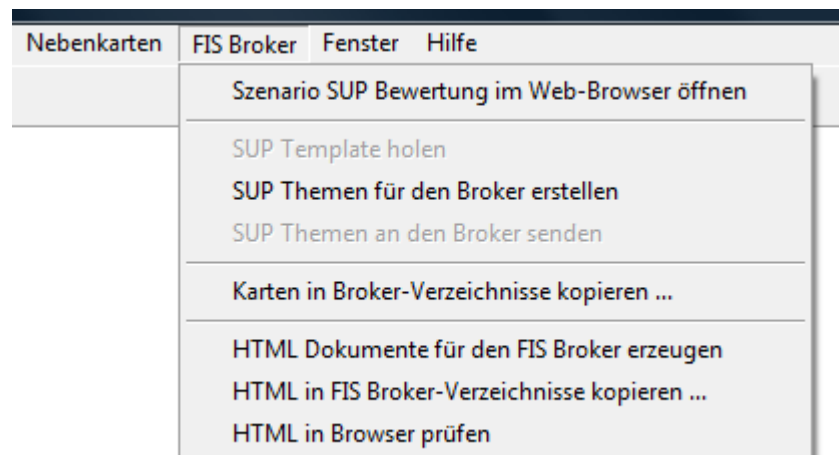 Nebenkarten FIS Broker Fenster Hilfe
Szenario SUP Bewertung im Web-Browser öffnen
SUP Template holen
SUP Themen für den Broker erstellen
SUP Themen an den Broker senden
Karten in Broker-Verzeichnisse kopieren ...
HTML Dokumente für den FIS Broker erzeugen
HTML in FIS Broker-Verzeichnisse kopieren ...
HTML in Browser prüfen